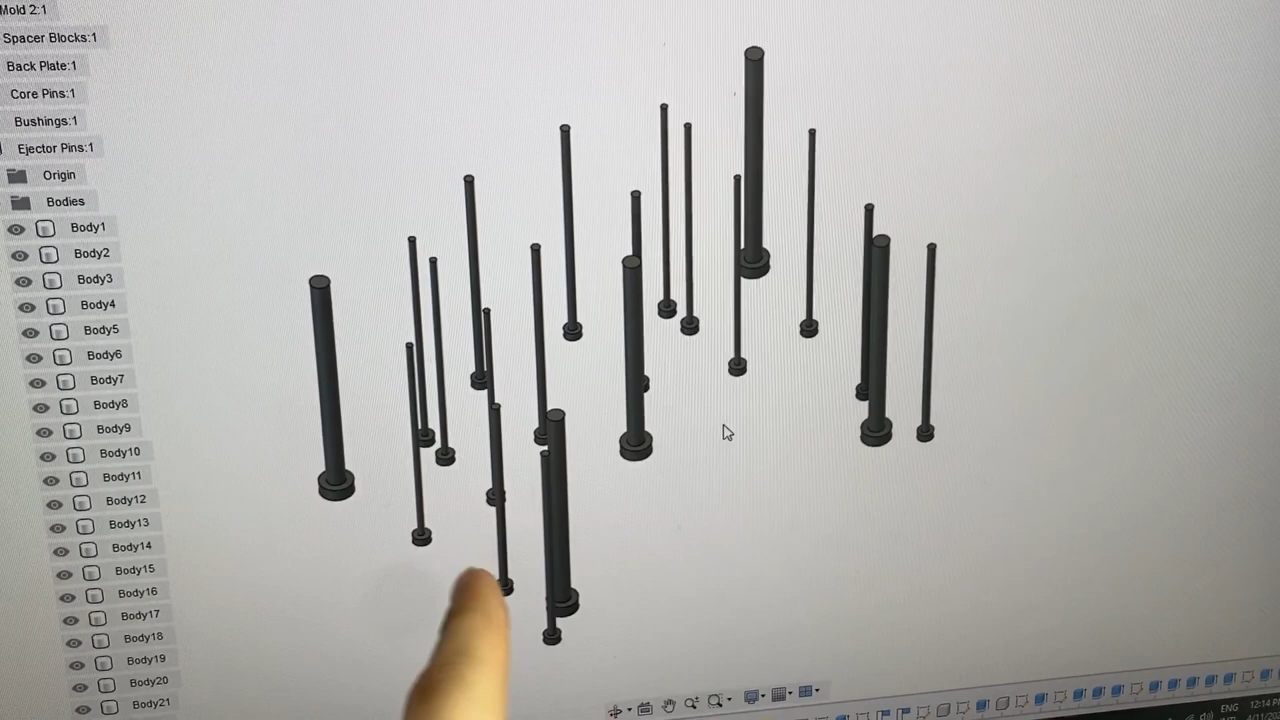 Mold 2:1
Spacer Blocks:1
Back Plate:1
Core Pins:1
Bushings:1
Ejector Pins:1
Origin
Bodies
Body1
Body2
Body3
Body4
Body5
Body6
Body7
Body8
Body9
Body10
Body11
Body12
Body13
Body14
Body15
Body16
Body17
Body18
Body19
Body20
Body21
ENG
12:14